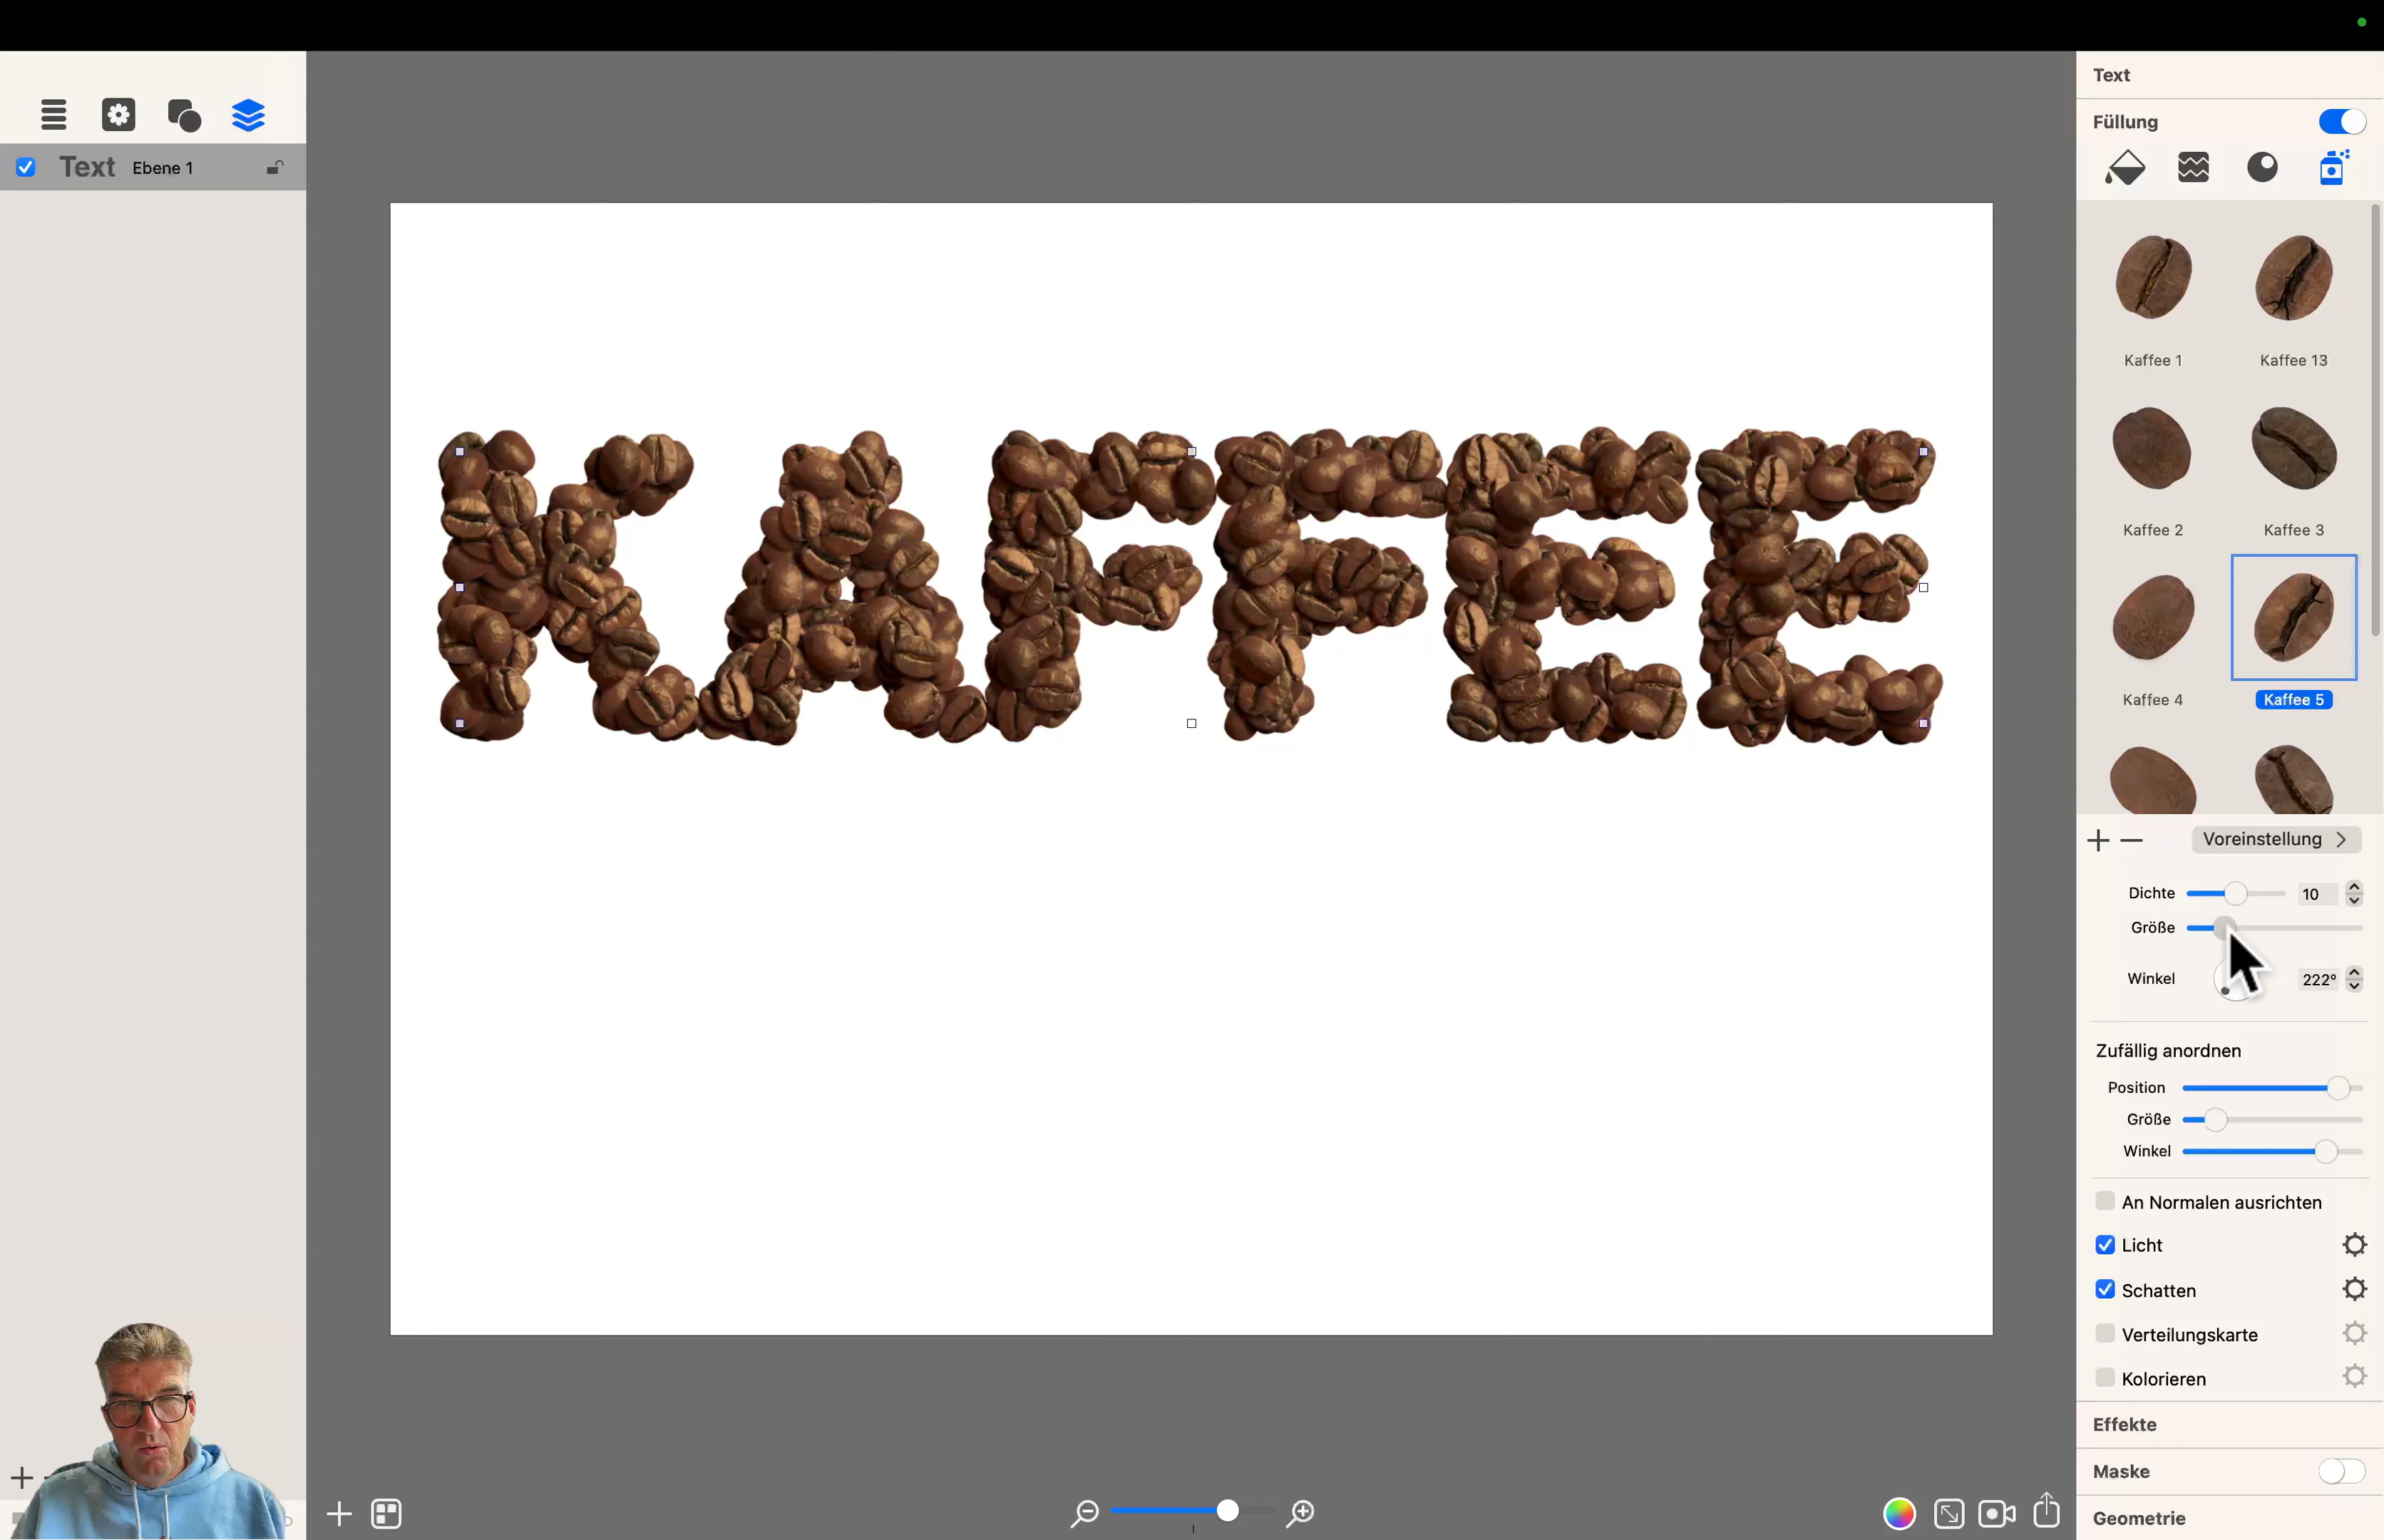 Text
Ebene 1
KAFFEE
Text
Füllung
Kaffee 1
Kaffee 13
Kaffee 2
Kaffee 3
Kaffee 4
Kaffee 5
Voreinstellung
Dichte
10
Größe
Winkel
222°
Zufällig anordnen
Position
Größe
Winkel
An Normalen ausrichten
Licht
Schatten
Verteilungskarte
Kolorieren
Effekte
Maske
Geometrie